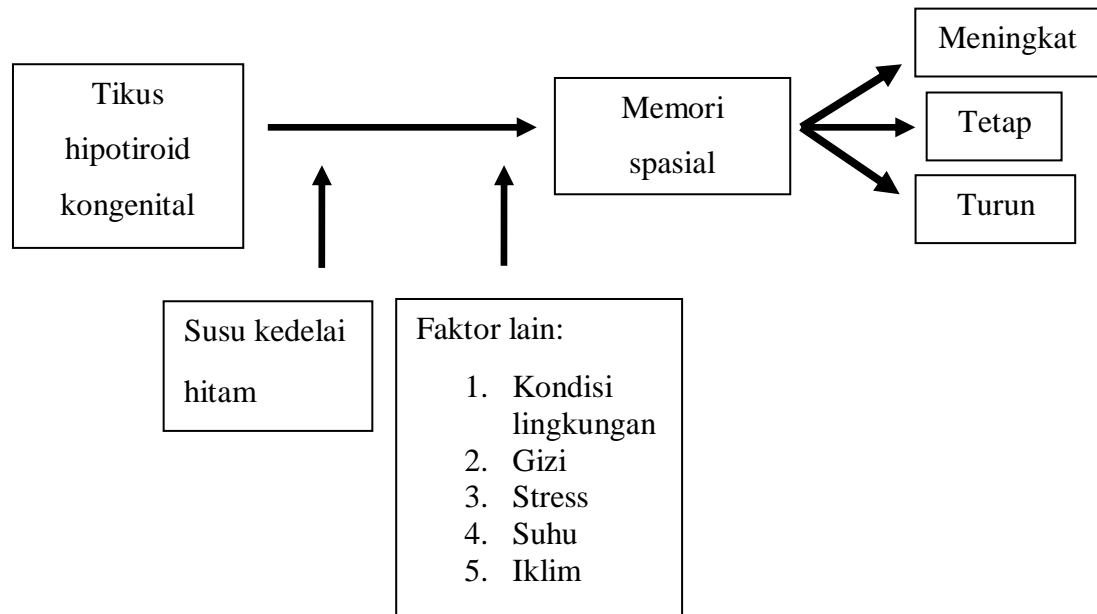 Tikus
hipotiroid
kongenital
Memori
spasial
Meningkat
Tetap
Turun
Susu kedelai
hitam
Faktor lain:
1. Kondisi
lingkungan
2. Gizi
3. Stress
4. Suhu
5. Iklim